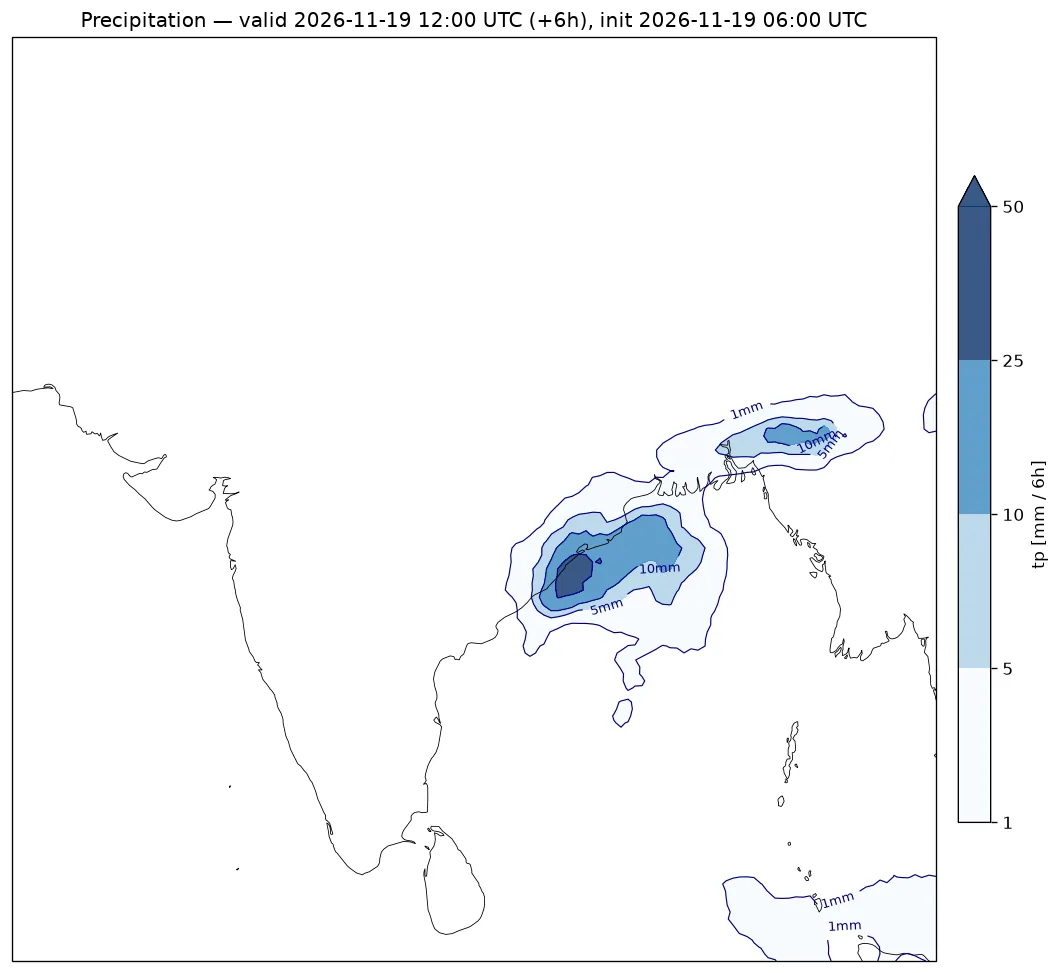 Precipitation — valid 2026-11-19 12:00 UTC (+6h), init 2026-11-19 06:00 UTC
50
25
10
5
1
tp [mm / 6h]
1mm
10mm
5mm
10mm
5mm
1mm
1mm